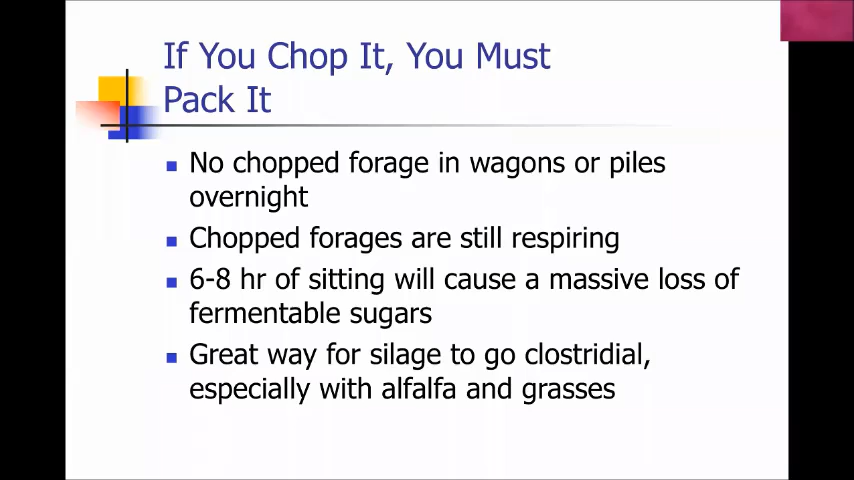 If You Chop It, You Must
Pack It
No chopped forage in wagons or piles
overnight
Chopped forages are still respiring
6-8 hr of sitting will cause a massive loss of
fermentable sugars
Great way for silage to go clostridial,
especially with alfalfa and grasses